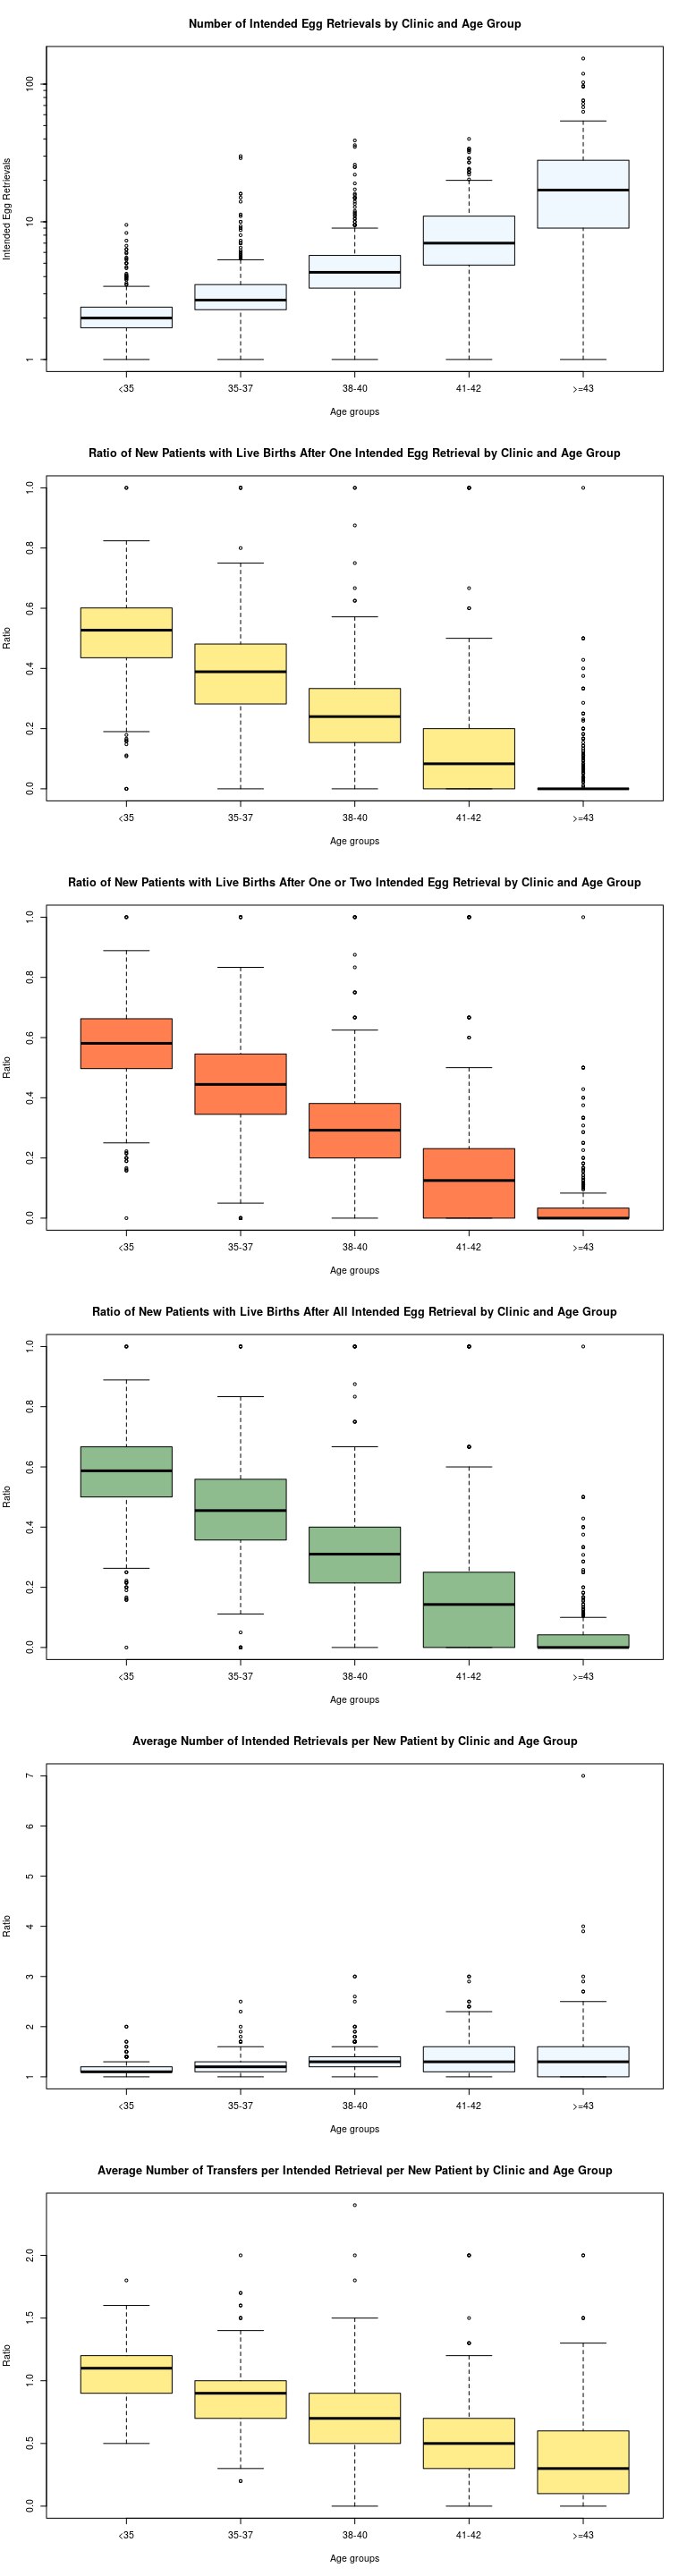 Number of Intended Egg Retrievals by Clinic and Age Group
Intended Egg Retrievals
100
10
1
<35 35-37 38-40 41-42 >=43
Age groups
Ratio of New Patients with Live Births After One Intended Egg Retrieval by Clinic and Age Group
Ratio
1.0
0.8
0.6
0.4
0.2
0.0
<35 35-37 38-40 41-42 >=43
Age groups
Ratio of New Patients with Live Births After One or Two Intended Egg Retrieval by Clinic and Age Group
Ratio
1.0
0.8
0.6
0.4
0.2
0.0
<35 35-37 38-40 41-42 >=43
Age groups
Ratio of New Patients with Live Births After All Intended Egg Retrieval by Clinic and Age Group
Ratio
1.0
0.8
0.6
0.4
0.2
0.0
<35 35-37 38-40 41-42 >=43
Age groups
Average Number of Intended Retrievals per New Patient by Clinic and Age Group
Ratio
7
6
5
4
3
2
1
<35 35-37 38-40 41-42 >=43
Age groups
Average Number of Transfers per Intended Retrieval per New Patient by Clinic and Age Group
Ratio
2.0
1.5
1.0
0.5
0.0
<35 35-37 38-40 41-42 >=43
Age groups